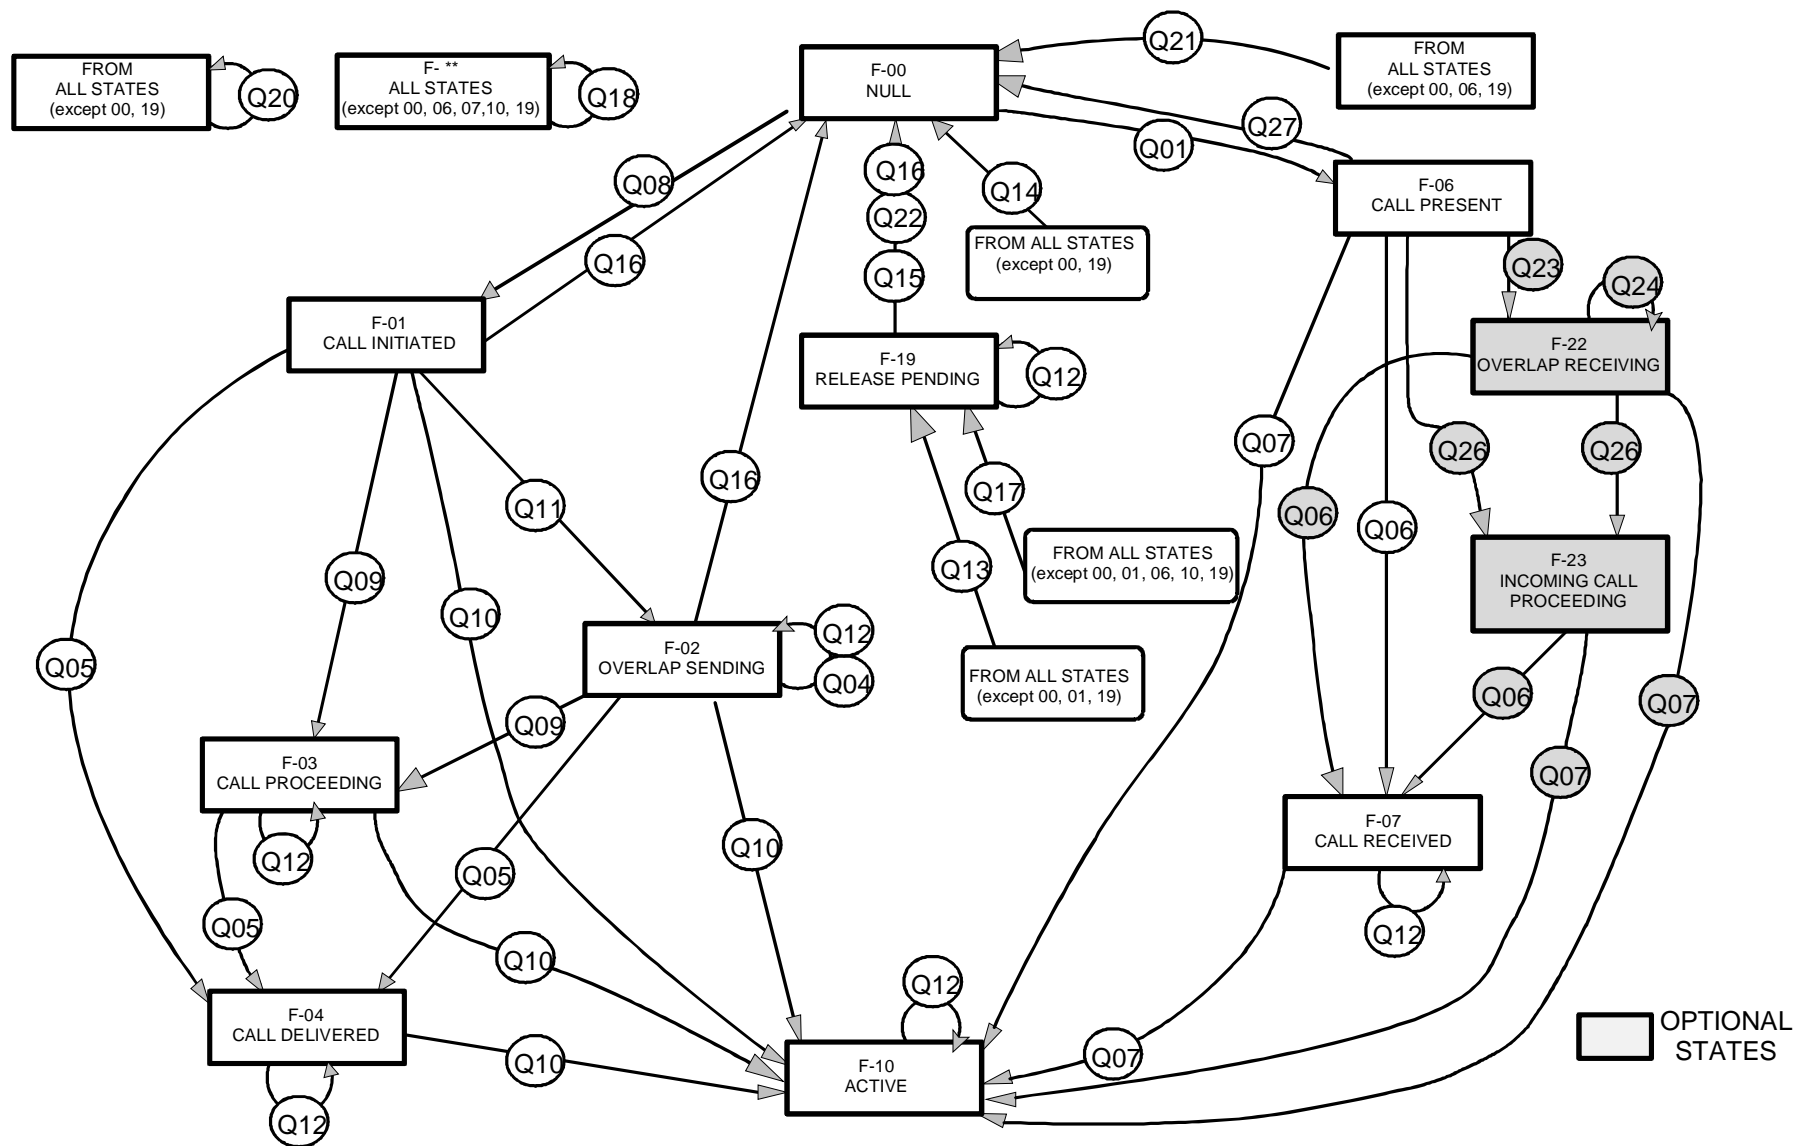 Q21
FROM
ALL STATES
(except 00, 06, 19)
FROM
ALL STATES
(except 00, 19)
Q20
F- **
ALL STATES
(except 00, 06, 07,10, 19)
Q18
F-00
NULL
Q27
Q01
Q08
Q16
Q16
Q22
Q15
Q14
FROM ALL STATES
(except 00, 19)
F-06
CALL PRESENT
Q23
Q24
F-01
CALL INITIATED
F-19
RELEASE PENDING
Q12
F-22
OVERLAP RECEIVING
Q07
Q26
Q26
Q16
Q11
Q17
Q06
Q06
Q09
Q10
Q13
FROM ALL STATES
(except 00, 01, 06, 10, 19)
F-23
INCOMING CALL
PROCEEDING
Q05
F-02
OVERLAP SENDING
Q12
Q04
FROM ALL STATES
(except 00, 01, 19)
Q06
Q07
Q09
F-03
CALL PROCEEDING
Q07
Q12
Q05
Q10
F-07
CALL RECEIVED
Q05
Q10
Q12
Q12
F-04
CALL DELIVERED
Q10
Q12
F-10
ACTIVE
Q07
OPTIONAL
STATES